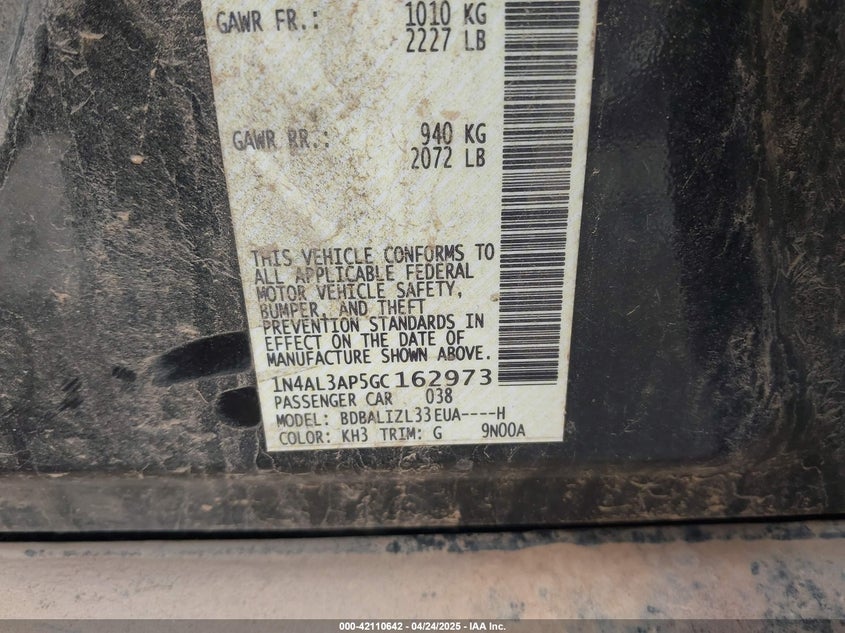 GAWR FR.: 1010 KG
2227 LB
GAWR RR.: 940 KG
2072 LB
THIS VEHICLE CONFORMS TO
ALL APPLICABLE FEDERAL
MOTOR VEHICLE SAFETY,
BUMPER, AND THEFT
PREVENTION STANDARDS IN
EFFECT ON THE DATE OF
MANUFACTURE SHOWN ABOVE.
1N4AL3AP5GC162973
PASSENGER CAR 038
MODEL: BDBALIZL33EUA----H
COLOR: KH3 TRIM: G 9N00A
000-42110642 - 04/24/2025 - IAA Inc.